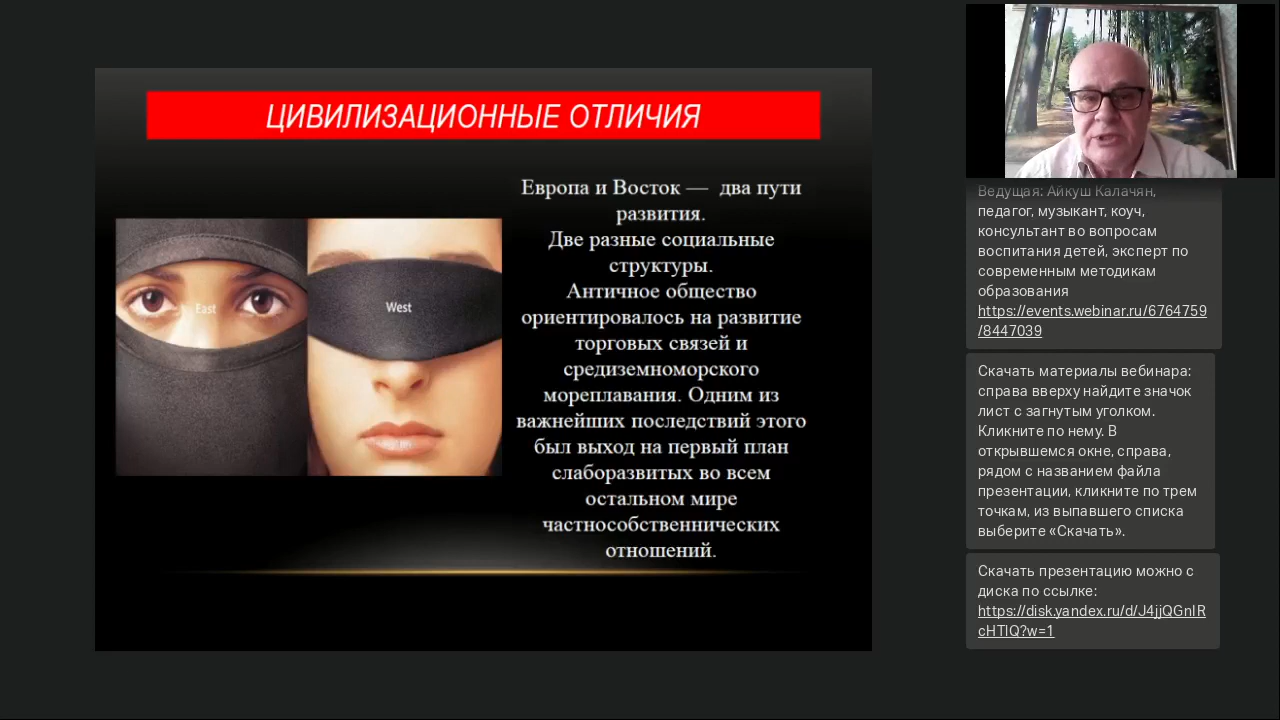 ЦИВИЛИЗАЦИОННЫЕ ОТЛИЧИЯ
East
West
Европа и Восток — два пути
развития.
Две разные социальные
структуры.
Античное общество
ориентировалось на развитие
торговых связей и
средиземноморского
мореплавания. Одним из
важнейших последствий этого
был выход на первый план
слаборазвитых во всем
остальном мире
частнособственнических
отношений.
Ведущая: Айкуш Калачян,
педагог, музыкант, коуч,
консультант во вопросам
воспитания детей, эксперт по
современным методикам
образования
https://events.webinar.ru/6764759
/8447039
Скачать материалы вебинара:
справа вверху найдите значок
лист с загнутым уголком.
Кликните по нему. В
открывшемся окне, справа,
рядом с названием файла
презентации, кликните по трем
точкам, из выпавшего списка
выберите «Скачать».
Скачать презентацию можно с
диска по ссылке:
https://disk.yandex.ru/d/J4jjQGnIR
cHTlQ?w=1